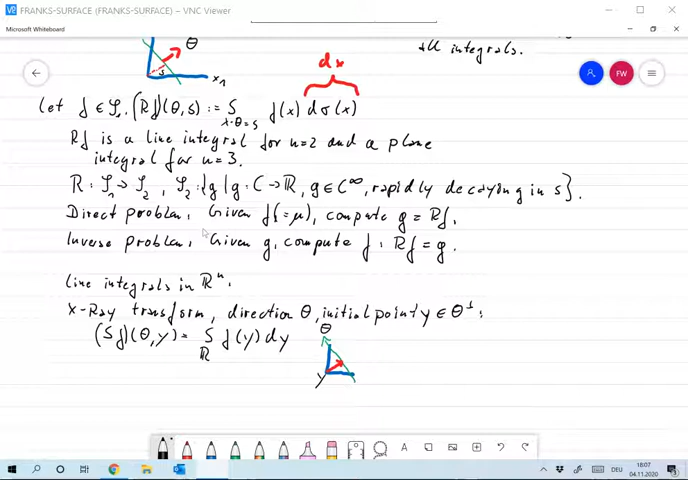 FRANKS-SURFACE (FRANKS-SURFACE) - VNC Viewer
Microsoft Whiteboard
θ
s
x₁
all integrals.
FW
dx
Let f ∈ 𝒮₁. (Rf)(θ,s) := ∫_{x·θ=s} f(x) dσ(x)
Rf is a line integral for n=2 and a plane
integral for n=3.
R: 𝒮₁ → 𝒮₂, 𝒮₂: {g | g: C → ℝ, g ∈ C^∞, rapidly decaying in s}.
Direct problem: Given f(=μ), compute g = Rf.
Inverse problem: Given g, compute f: Rf = g.
Line integrals in ℝⁿ
X-Ray transform, direction θ, initial point y ∈ θ^⊥:
(Sf)(θ,y) = ∫_ℝ f(y) dy
θ
y
A
DEU
18:07
04.11.2020